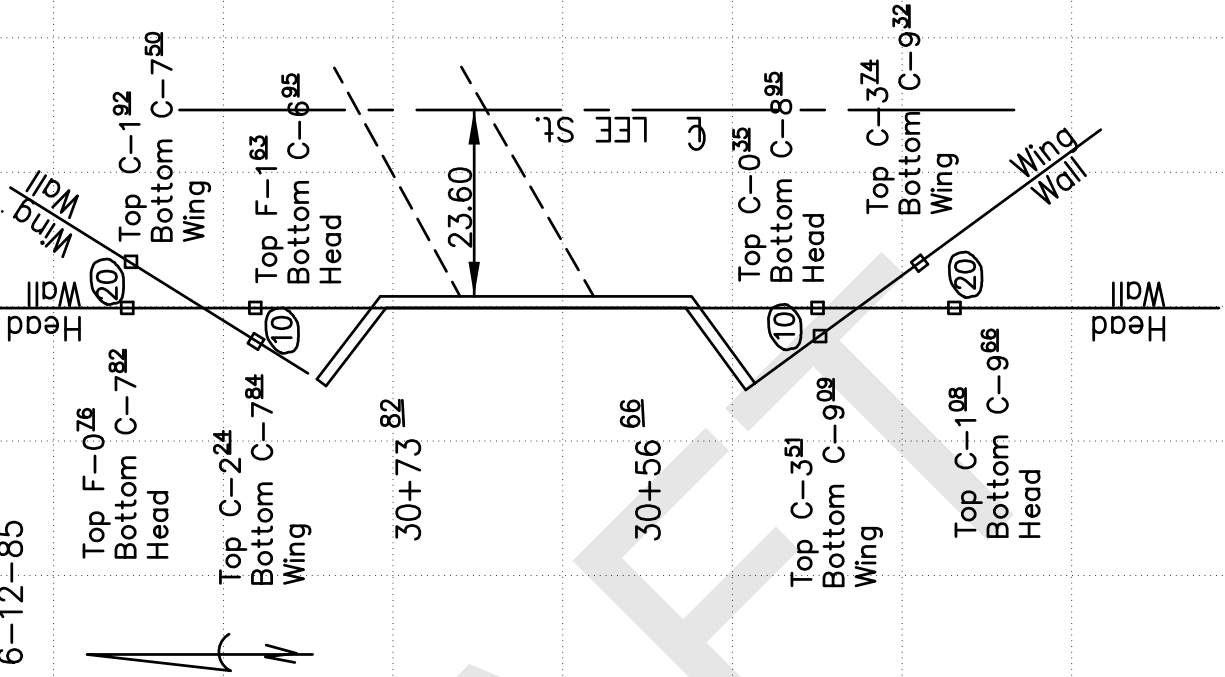 6-12-85
Wing
Wall
Head
Wall
20
Top C-1 92
Bottom C-7 50
Wing
Top F-1 63
Bottom C-6 95
Head
10
23.60
℄ LEE St.
Top C-0 35
Bottom C-8 95
Head
10
Top C-3 74
Bottom C-9 32
Wing
20
Wing
Wall
Head
Wall
Top F-0 76
Bottom C-7 82
Head
Top C-2 24
Bottom C-7 84
Wing
30+73 82
30+56 66
Top C-3 51
Bottom C-9 09
Wing
Top C-1 08
Bottom C-9 66
Head